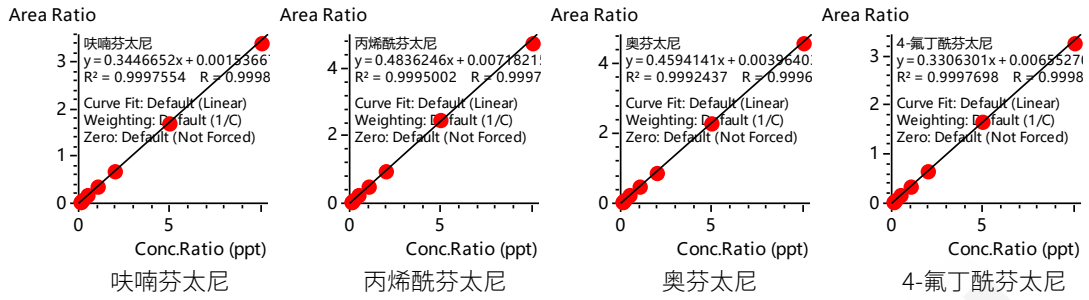 Area Ratio
呋喃芬太尼
y = 0.3446652x + 0.0015366
R² = 0.9997554 R = 0.9998
Curve Fit: Default (Linear)
Weighting: Default (1/C)
Zero: Default (Not Forced)
3
2
1
0
0
5
10
Conc.Ratio (ppt)
呋喃芬太尼
Area Ratio
丙烯酰芬太尼
y = 0.4836246x + 0.0071821
R² = 0.9995002 R = 0.9997
Curve Fit: Default (Linear)
Weighting: Default (1/C)
Zero: Default (Not Forced)
4
2
0
0
5
10
Conc.Ratio (ppt)
丙烯酰芬太尼
Area Ratio
奥芬太尼
y = 0.4594141x + 0.0039640
R² = 0.9992437 R = 0.9996
Curve Fit: Default (Linear)
Weighting: Default (1/C)
Zero: Default (Not Forced)
4
2
0
0
5
10
Conc.Ratio (ppt)
奥芬太尼
Area Ratio
4-氟丁酰芬太尼
y = 0.3306301x + 0.0065527
R² = 0.9997698 R = 0.9998
Curve Fit: Default (Linear)
Weighting: Default (1/C)
Zero: Default (Not Forced)
3
2
1
0
0
5
10
Conc.Ratio (ppt)
4-氟丁酰芬太尼